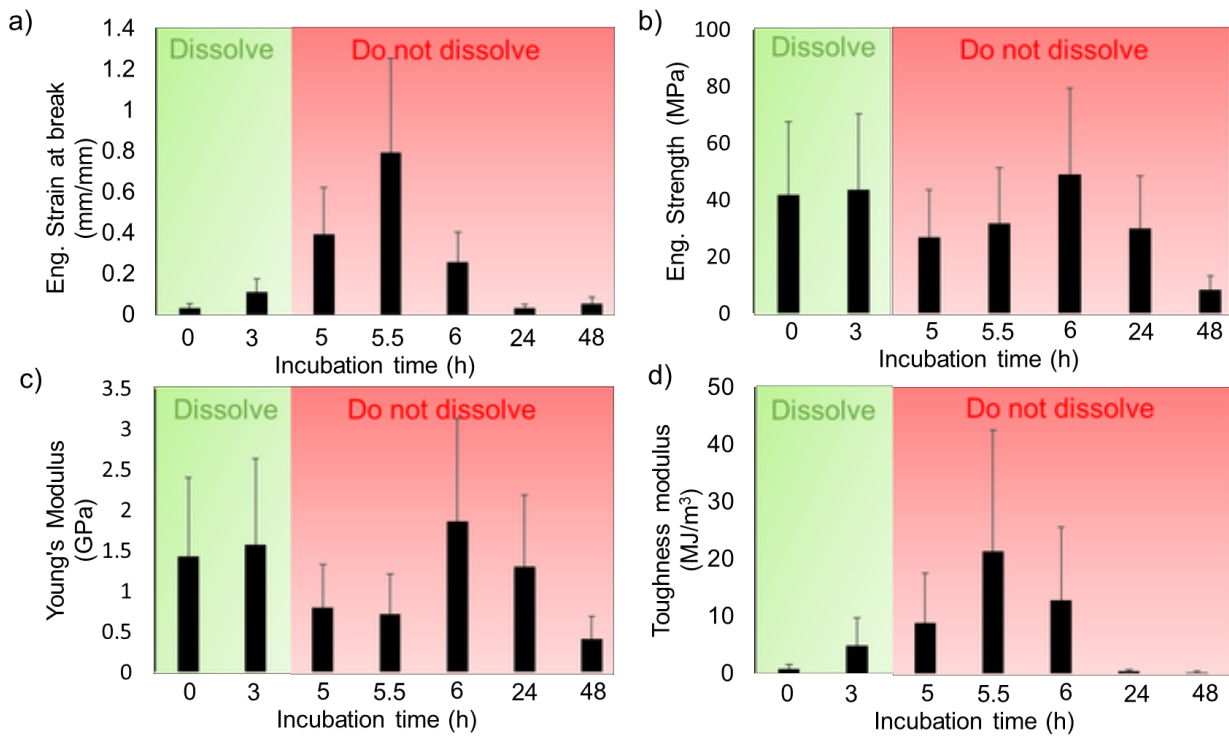 a)
Eng. Strain at break
(mm/mm)
1.4
1.2
1
0.8
0.6
0.4
0.2
0
Dissolve
Do not dissolve
0 3 5 5.5 6 24 48
Incubation time (h)
b)
Eng. Strength (MPa)
100
80
60
40
20
0
Dissolve
Do not dissolve
0 3 5 5.5 6 24 48
Incubation time (h)
c)
Young's Modulus
(GPa)
3.5
3
2.5
2
1.5
1
0.5
0
Dissolve
Do not dissolve
0 3 5 5.5 6 24 48
Incubation time (h)
d)
Toughness modulus
(MJ/m³)
50
40
30
20
10
0
Dissolve
Do not dissolve
0 3 5 5.5 6 24 48
Incubation time (h)